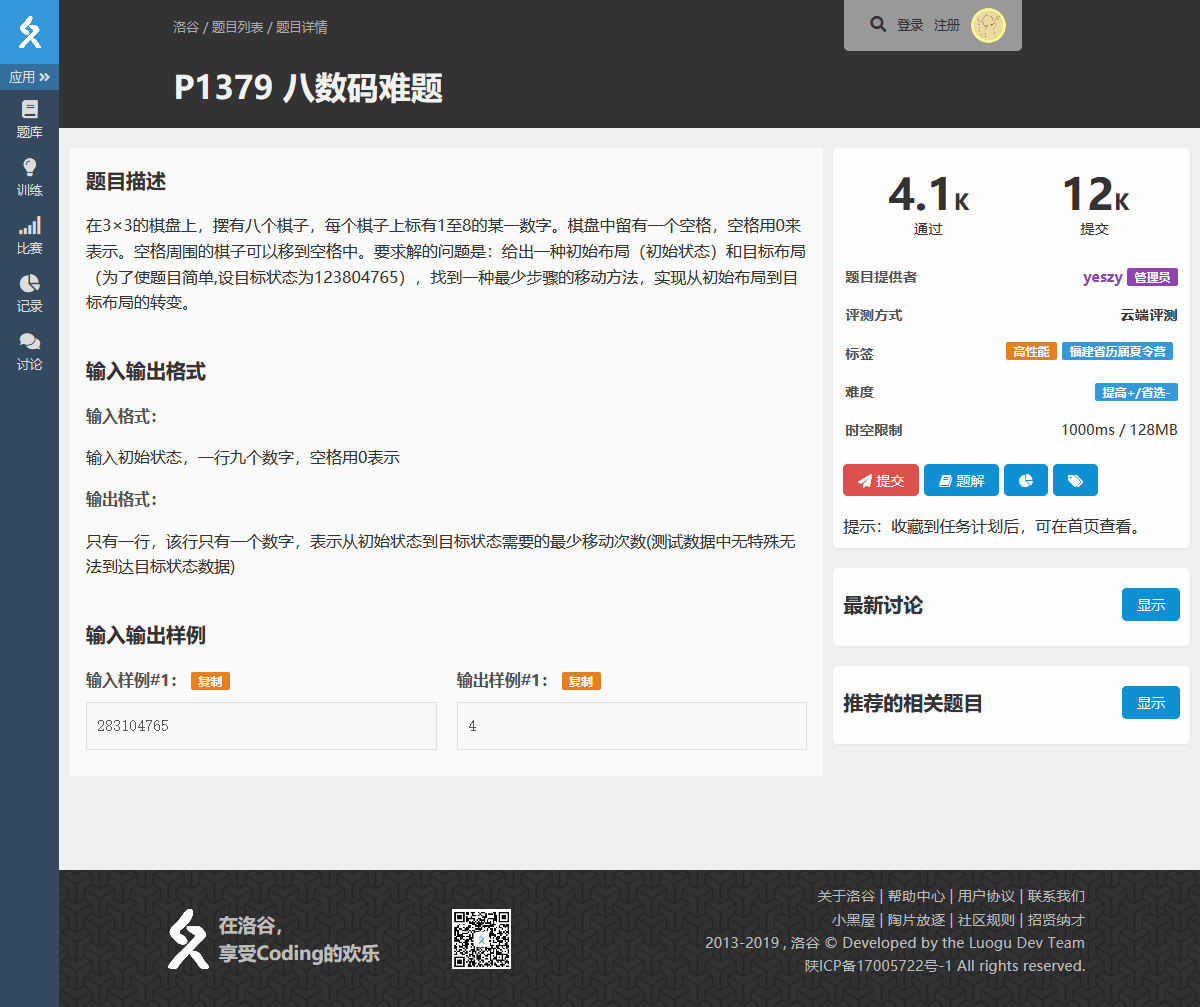 应用
题库
训练
比赛
记录
讨论
洛谷 / 题目列表 / 题目详情
登录 注册
P1379 八数码难题
题目描述
在3×3的棋盘上，摆有八个棋子，每个棋子上标有1至8的某一数字。棋盘中留有一个空格，空格用0来
表示。空格周围的棋子可以移到空格中。要求解的问题是：给出一种初始布局（初始状态）和目标布局
（为了使题目简单,设目标状态为123804765），找到一种最少步骤的移动方法，实现从初始布局到目
标布局的转变。
输入输出格式
输入格式：
输入初始状态，一行九个数字，空格用0表示
输出格式：
只有一行，该行只有一个数字，表示从初始状态到目标状态需要的最少移动次数(测试数据中无特殊无
法到达目标状态数据)
输入输出样例
输入样例#1： 复制
283104765
输出样例#1： 复制
4
4.1K
通过
12K
提交
题目提供者 yeszy 管理员
评测方式 云端评测
标签 高性能 福建省历届夏令营
难度 提高+/省选-
时空限制 1000ms / 128MB
提交 题解
提示：收藏到任务计划后，可在首页查看。
最新讨论 显示
推荐的相关题目 显示
在洛谷，
享受Coding的欢乐
关于洛谷 | 帮助中心 | 用户协议 | 联系我们
小黑屋 | 陶片放逐 | 社区规则 | 招贤纳才
2013-2019 , 洛谷 © Developed by the Luogu Dev Team
陕ICP备17005722号-1 All rights reserved.